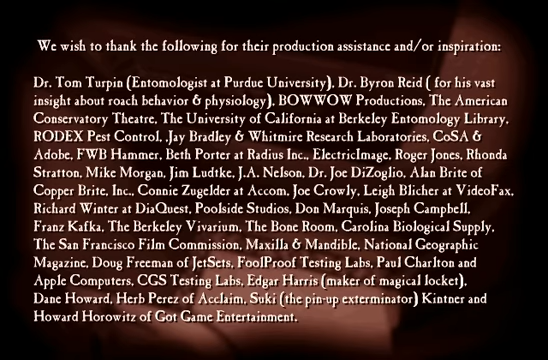 We wish to thank the following for their production assistance and/or inspiration:
Dr. Tom Turpin (Entomologist at Purdue University), Dr. Byron Reid ( for his vast
insight about roach behavior & physiology), BOWWOW Productions, The American
Conservatory Theatre, The University of California at Berkeley Entomology Library,
RODEX Pest Control, ,Jay Bradley & Whitmire Research Laboratories, CoSA &
Adobe, FWB Hammer, Beth Porter at Radius Inc., ElectricImage, Roger Jones, Rhonda
Stratton, Mike Morgan, Jim Ludtke, J.A. Nelson, Dr. Joe DiZoglio, Alan Brite of
Copper Brite, Inc., Connie Zugelder at Accom, Joe Crowly, Leigh Blicher at VideoFax,
Richard Winter at DiaQuest, Poolside Studios, Don Marquis, Joseph Campbell,
Franz Kafka, The Berkeley Vivarium, The Bone Room, Carolina Biological Supply,
The San Francisco Film Commission, Maxilla & Mandible, National Geographic
Magazine, Doug Freeman of JetSets, FoolProof Testing Labs, Paul Charlton and
Apple Computers, CGS Testing Labs, Edgar Harris (maker of magical locket),
Dane Howard, Herb Perez of Acclaim, Suki (the pin-up exterminator) Kintner and
Howard Horowitz of Got Game Entertainment.